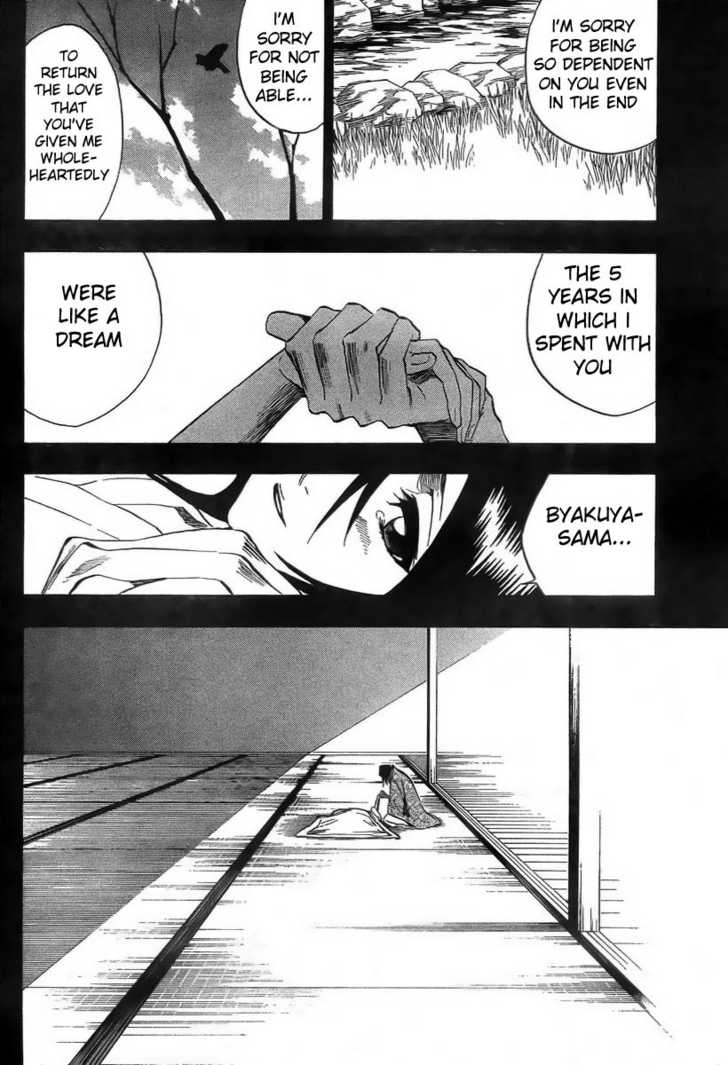 I'M
SORRY
FOR BEING
SO DEPENDENT
ON YOU EVEN
IN THE END
I'M
SORRY
FOR NOT
BEING
ABLE...
TO
RETURN
THE LOVE
THAT
YOU'VE
GIVEN ME
WHOLE-
HEARTEDLY
THE 5
YEARS IN
WHICH I
SPENT WITH
YOU
WERE
LIKE A
DREAM
BYAKUYA-
SAMA...